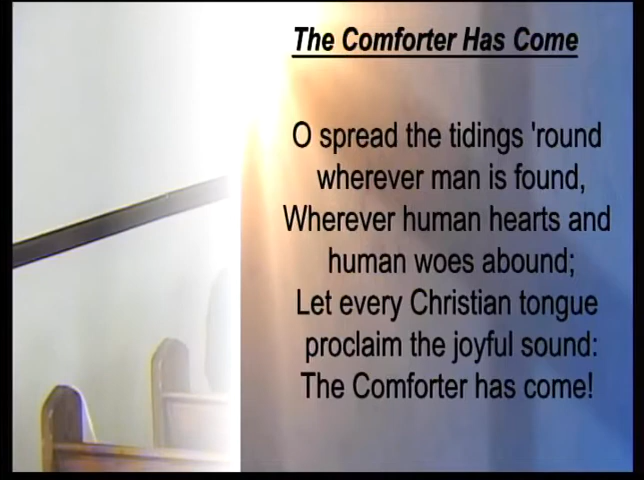 The Comforter Has Come
O spread the tidings 'round
wherever man is found,
Wherever human hearts and
human woes abound;
Let every Christian tongue
proclaim the joyful sound:
The Comforter has come!